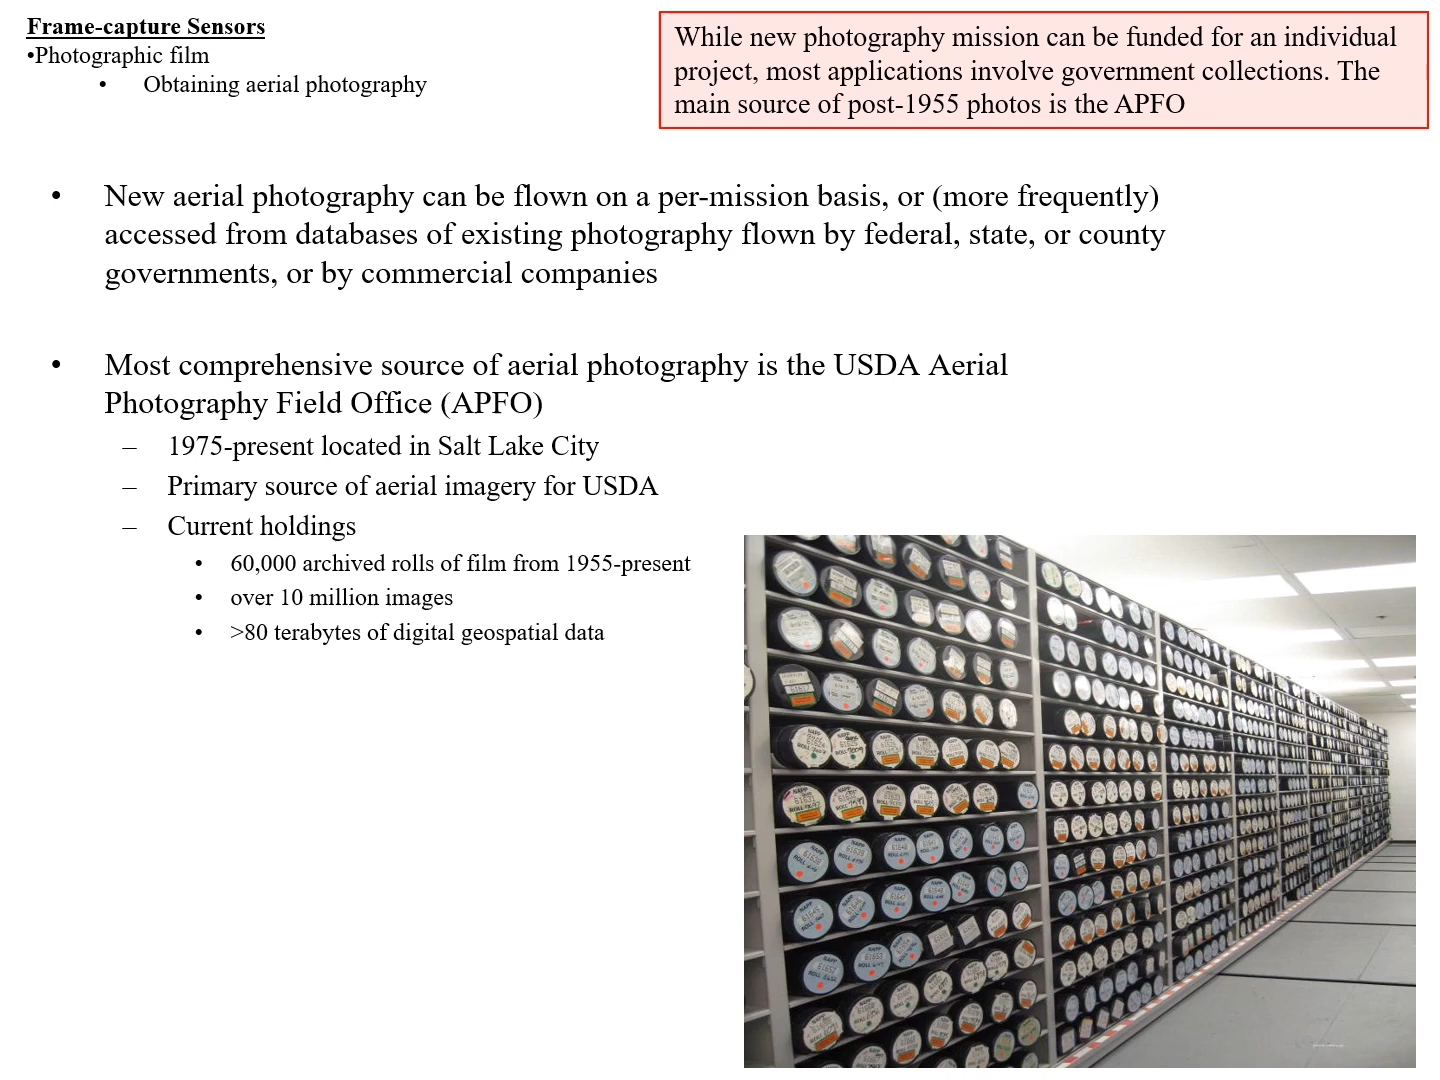 Frame-capture Sensors
•Photographic film
• Obtaining aerial photography
While new photography mission can be funded for an individual
project, most applications involve government collections. The
main source of post-1955 photos is the APFO
• New aerial photography can be flown on a per-mission basis, or (more frequently)
accessed from databases of existing photography flown by federal, state, or county
governments, or by commercial companies
• Most comprehensive source of aerial photography is the USDA Aerial
Photography Field Office (APFO)
– 1975-present located in Salt Lake City
– Primary source of aerial imagery for USDA
– Current holdings
• 60,000 archived rolls of film from 1955-present
• over 10 million images
• >80 terabytes of digital geospatial data